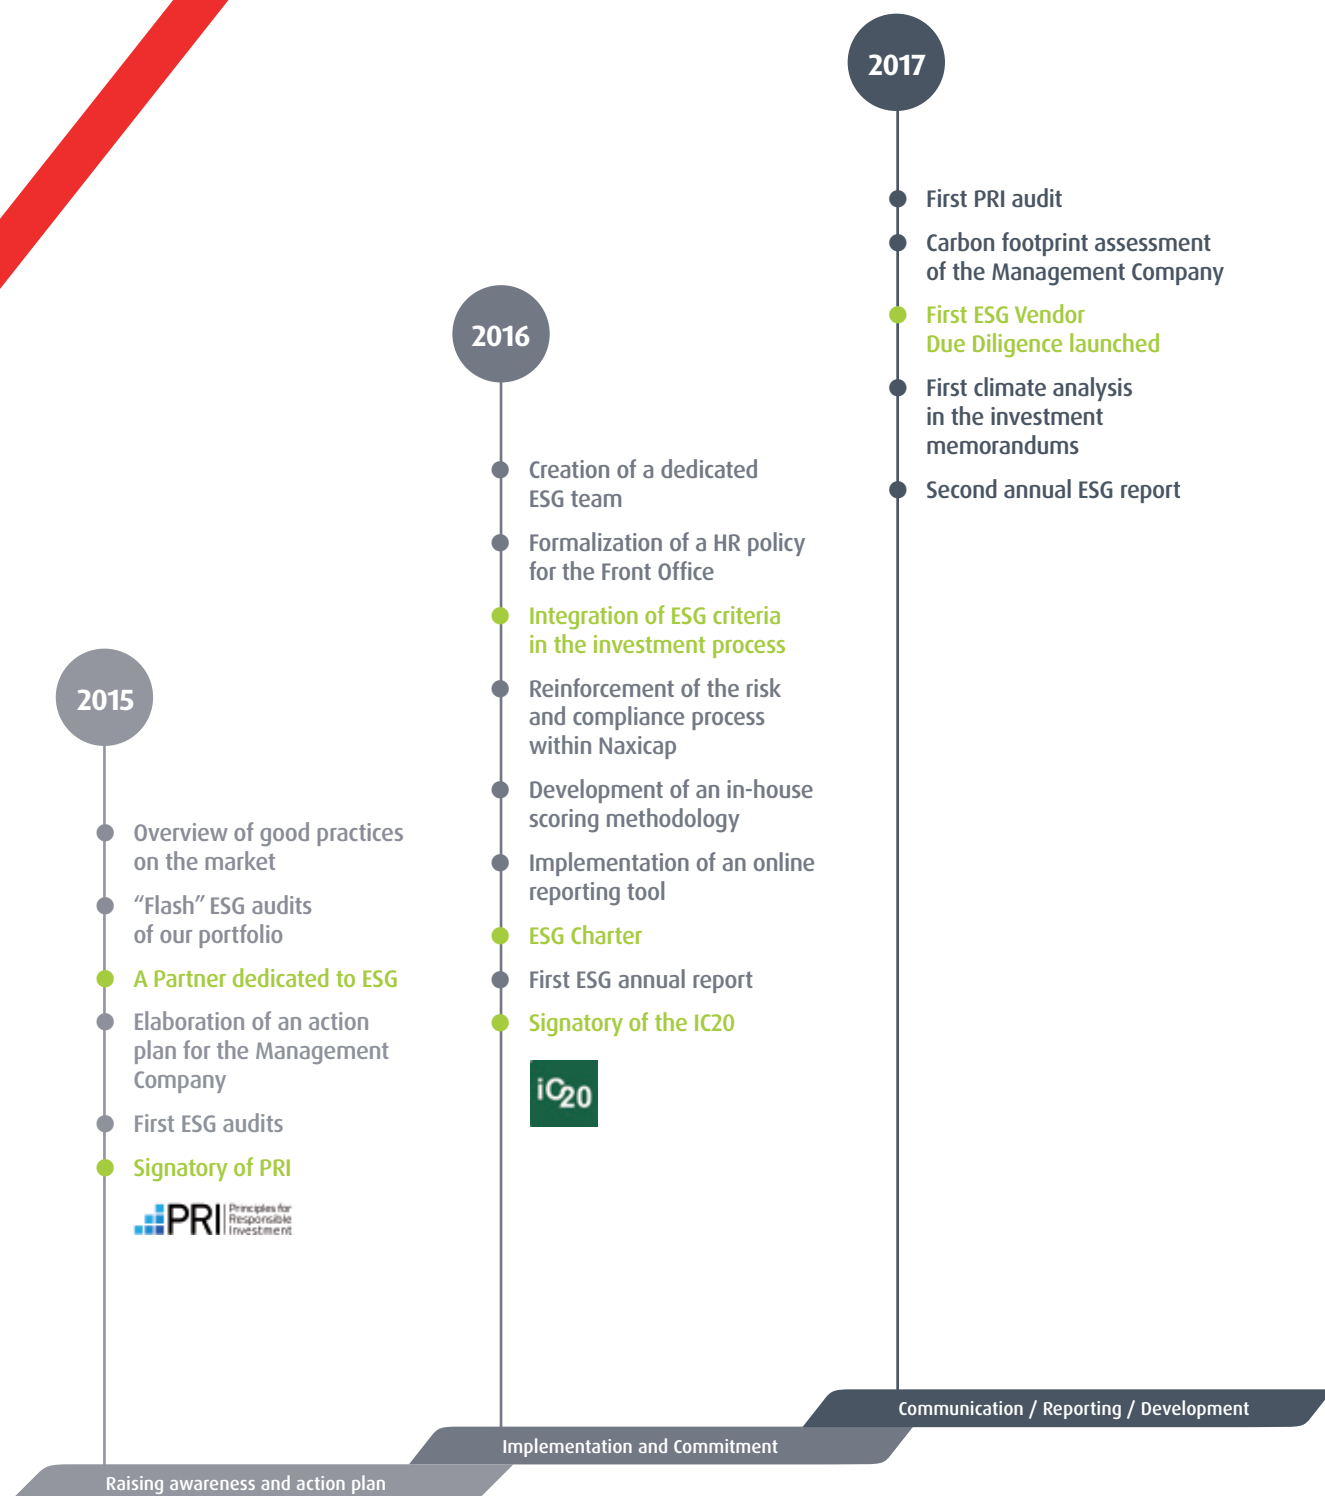 2015
Overview of good practices
on the market
“Flash” ESG audits
of our portfolio
A Partner dedicated to ESG
Elaboration of an action
plan for the Management
Company
First ESG audits
Signatory of PRI
PRI
Principles for
Responsible
Investment
Raising awareness and action plan
2016
Creation of a dedicated
ESG team
Formalization of a HR policy
for the Front Office
Integration of ESG criteria
in the investment process
Reinforcement of the risk
and compliance process
within Naxicap
Development of an in-house
scoring methodology
Implementation of an online
reporting tool
ESG Charter
First ESG annual report
Signatory of the IC20
iC20
Implementation and Commitment
2017
First PRI audit
Carbon footprint assessment
of the Management Company
First ESG Vendor
Due Diligence launched
First climate analysis
in the investment
memorandums
Second annual ESG report
Communication / Reporting / Development